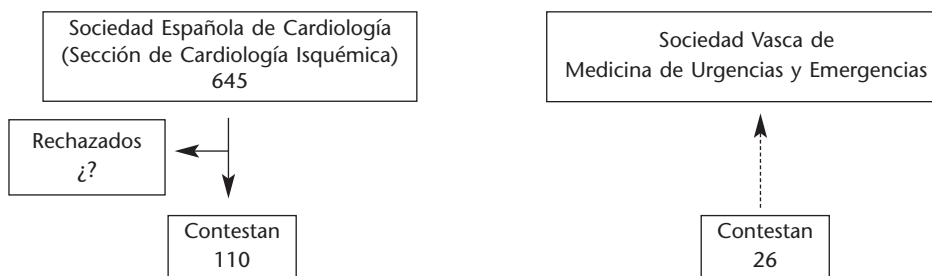 Sociedad Española de Cardiología
(Sección de Cardiología Isquémica)
645
Sociedad Vasca de
Medicina de Urgencias y Emergencias
Rechazados
¿?
Contestan
110
Contestan
26